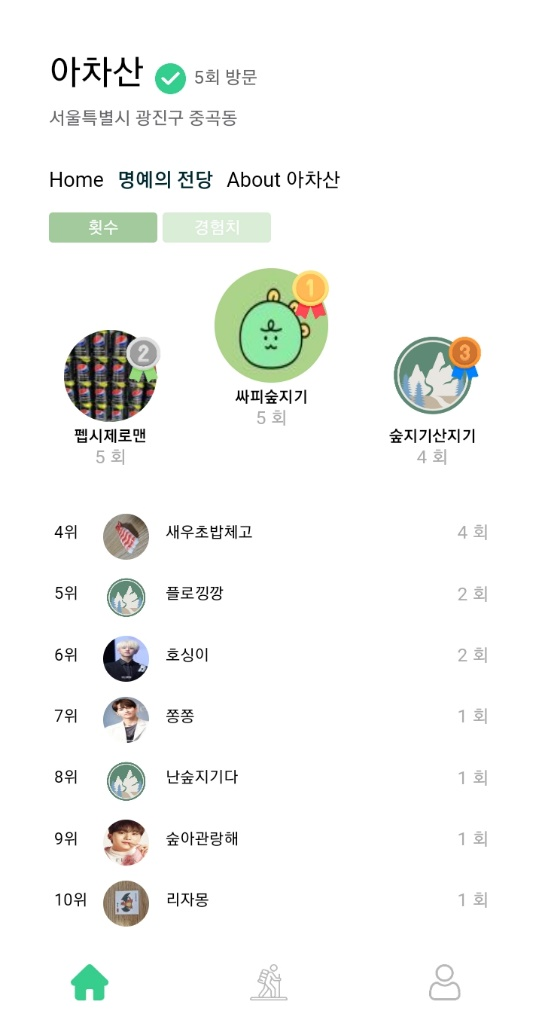 아차산 5회 방문
서울특별시 광진구 중곡동
Home 명예의 전당 About 아차산
횟수 경험치
1
2
3
싸피숲지기
5 회
펩시제로맨
5 회
숲지기산지기
4 회
4위 새우초밥체고 4 회
5위 플로낑깡 2 회
6위 호싱이 2 회
7위 쫑쫑 1 회
8위 난숲지기다 1 회
9위 숲아관랑해 1 회
10위 리자몽 1 회